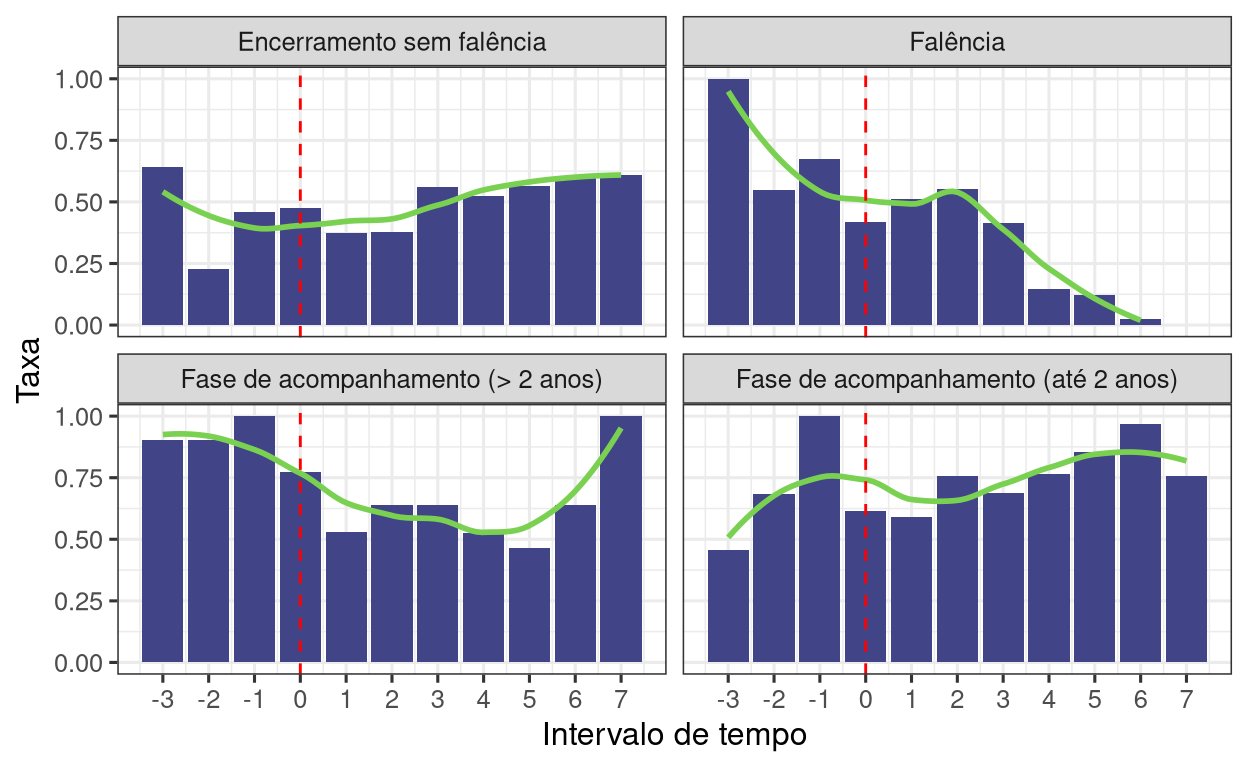 Encerramento sem falência
Falência
1.00
0.75
0.50
0.25
0.00
Fase de acompanhamento (> 2 anos)
Fase de acompanhamento (até 2 anos)
1.00
0.75
0.50
0.25
0.00
-3 -2 -1 0 1 2 3 4 5 6 7
-3 -2 -1 0 1 2 3 4 5 6 7
Intervalo de tempo
Taxa